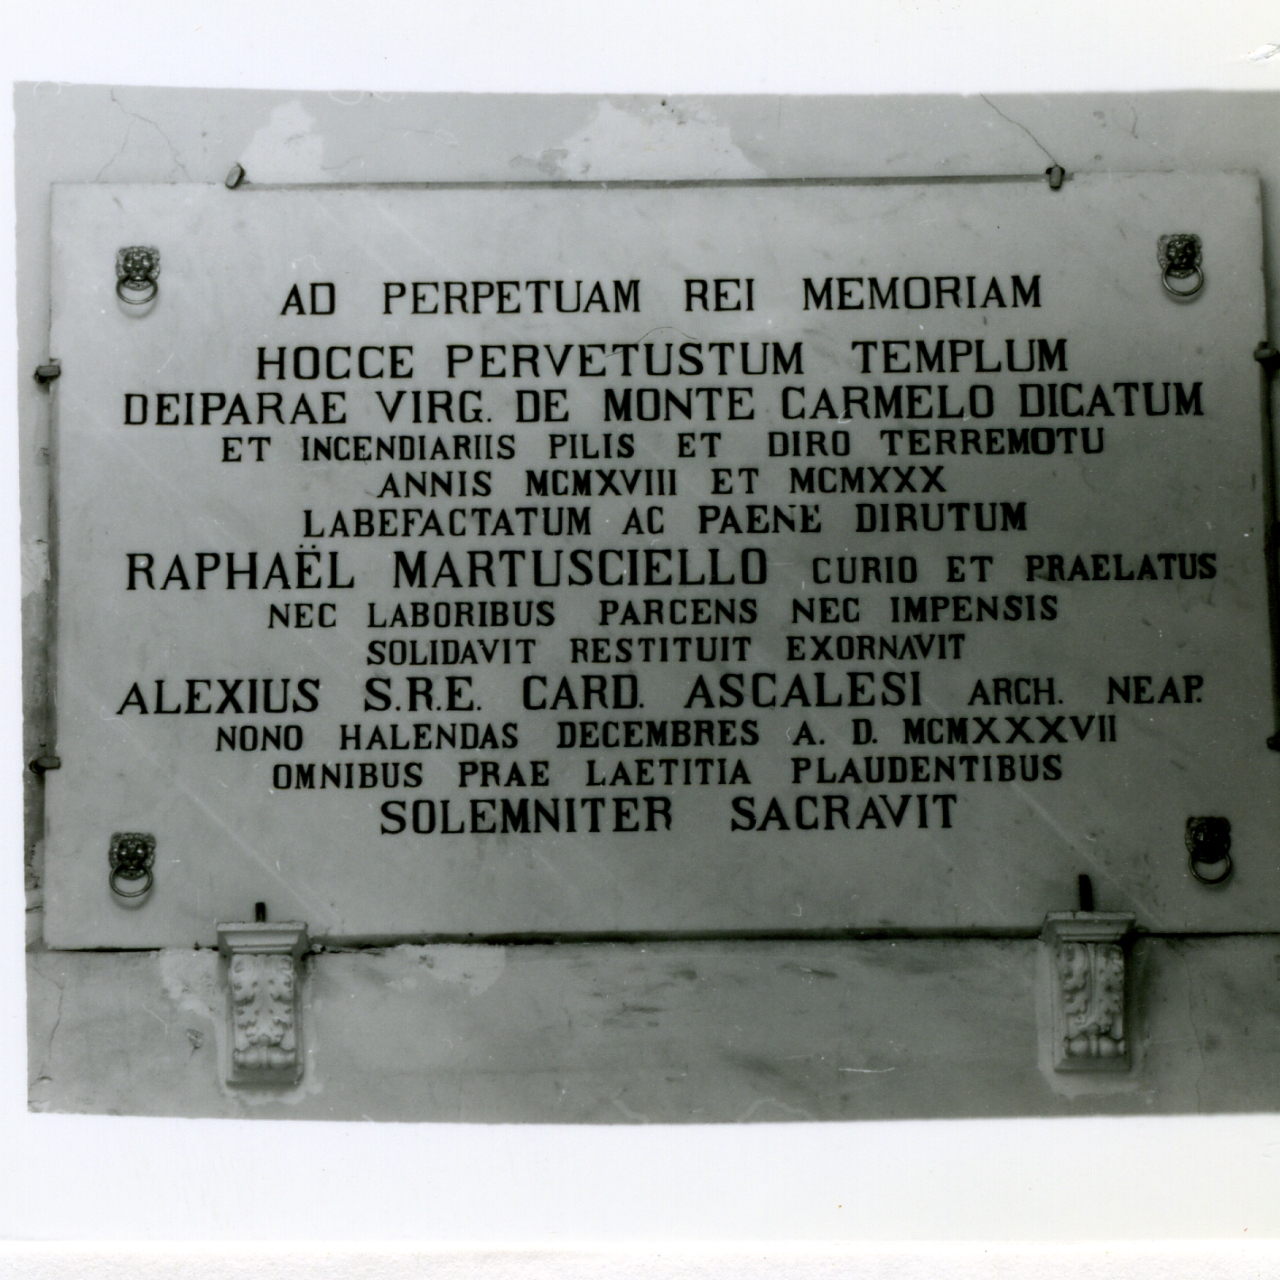 AD PERPETUAM REI MEMORIAM
HOCCE PERVETUSTUM TEMPLUM
DEIPARAE VIRG. DE MONTE CARMELO DICATUM
ET INCENDIARIIS PILIS ET DIRO TERREMOTU
ANNIS MCMXVIII ET MCMXXX
LABEFACTATUM AC PAENE DIRUTUM
RAPHAËL MARTUSCIELLO CURIO ET PRAELATUS
NEC LABORIBUS PARCENS NEC IMPENSIS
SOLIDAVIT RESTITUIT EXORNAVIT
ALEXIUS S.R.E. CARD. ASCALESI ARCH. NEAP.
NONO HALENDAS DECEMBRES A. D. MCMXXXVII
OMNIBUS PRAE LAETITIA PLAUDENTIBUS
SOLEMNITER SACRAVIT